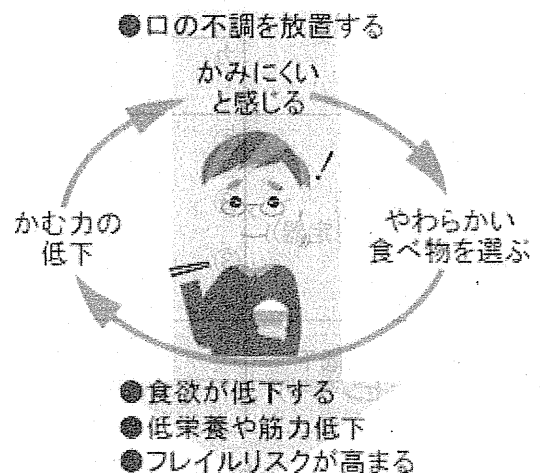 ●口の不調を放置する
かみにくい
と感じる
やわらかい
食べ物を選ぶ
かむ力の
低下
●食欲が低下する
●低栄養や筋力低下
●フレイルリスクが高まる